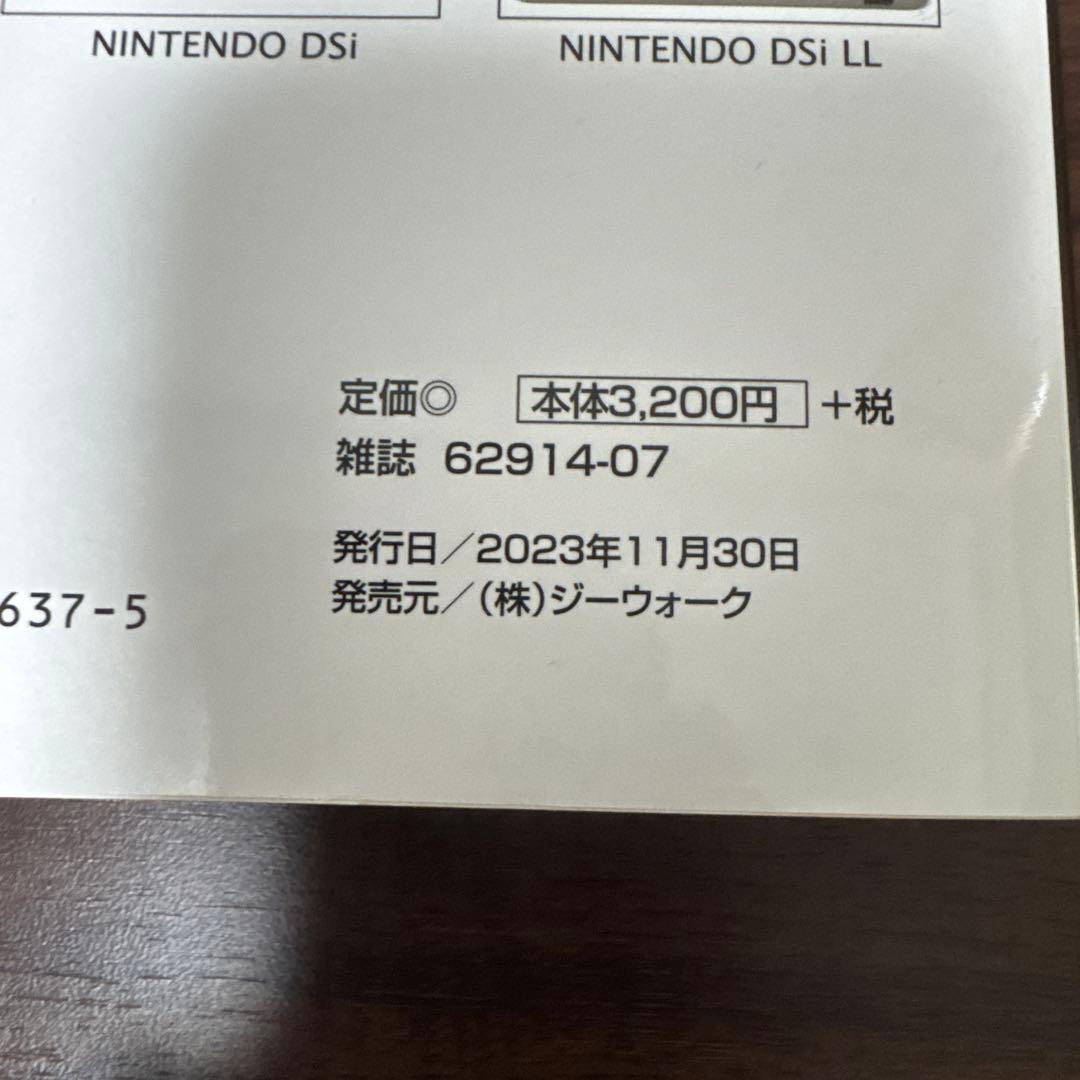 NINTENDO DSi
NINTENDO DSi LL
定価◎ 本体3,200円 +税
雑誌 62914-07
発行日／2023年11月30日
発売元／(株)ジーウォーク
637-5